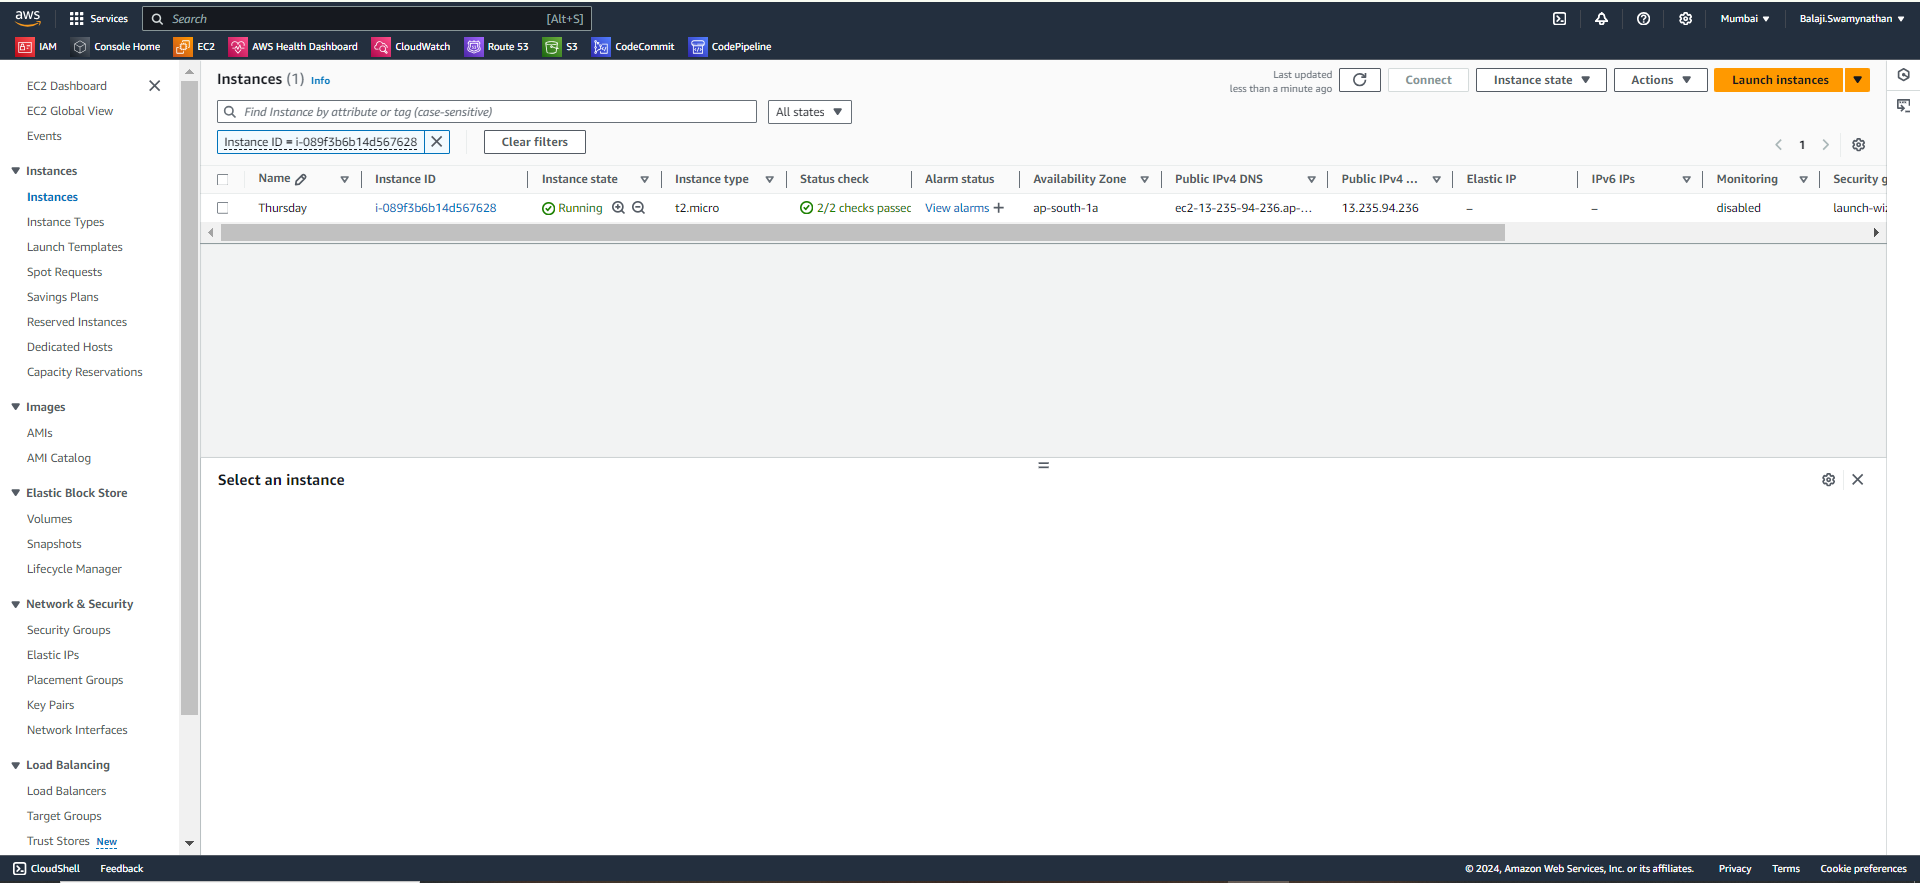 aws Services Search [Alt+S] Mumbai Balaji.Swamynathan
IAM Console Home EC2 AWS Health Dashboard CloudWatch Route 53 S3 CodeCommit CodePipeline
EC2 Dashboard
EC2 Global View
Events
Instances
Instances
Instance Types
Launch Templates
Spot Requests
Savings Plans
Reserved Instances
Dedicated Hosts
Capacity Reservations
Images
AMIs
AMI Catalog
Elastic Block Store
Volumes
Snapshots
Lifecycle Manager
Network & Security
Security Groups
Elastic IPs
Placement Groups
Key Pairs
Network Interfaces
Load Balancing
Load Balancers
Target Groups
Trust Stores New
Instances (1) Info
Last updated
less than a minute ago
Connect Instance state Actions Launch instances
Find Instance by attribute or tag (case-sensitive) All states
Instance ID = i-089f3b6b14d567628 Clear filters 1
Name Instance ID Instance state Instance type Status check Alarm status Availability Zone Public IPv4 DNS Public IPv4 ... Elastic IP IPv6 IPs Monitoring Security g
Thursday i-089f3b6b14d567628 Running t2.micro 2/2 checks passec View alarms + ap-south-1a ec2-13-235-94-236.ap-... 13.235.94.236 – – disabled launch-wiz
Select an instance
CloudShell Feedback © 2024, Amazon Web Services, Inc. or its affiliates. Privacy Terms Cookie preferences